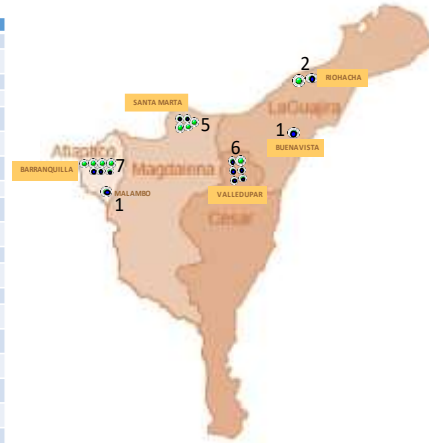 2
RIOHACHA
LaGuajira
SANTA MARTA
5
1
BUENAVISTA
Atlantico
7
BARRANQUILLA
Magdalena
6
MALAMBO
1
VALLEDUPAR
Cesar